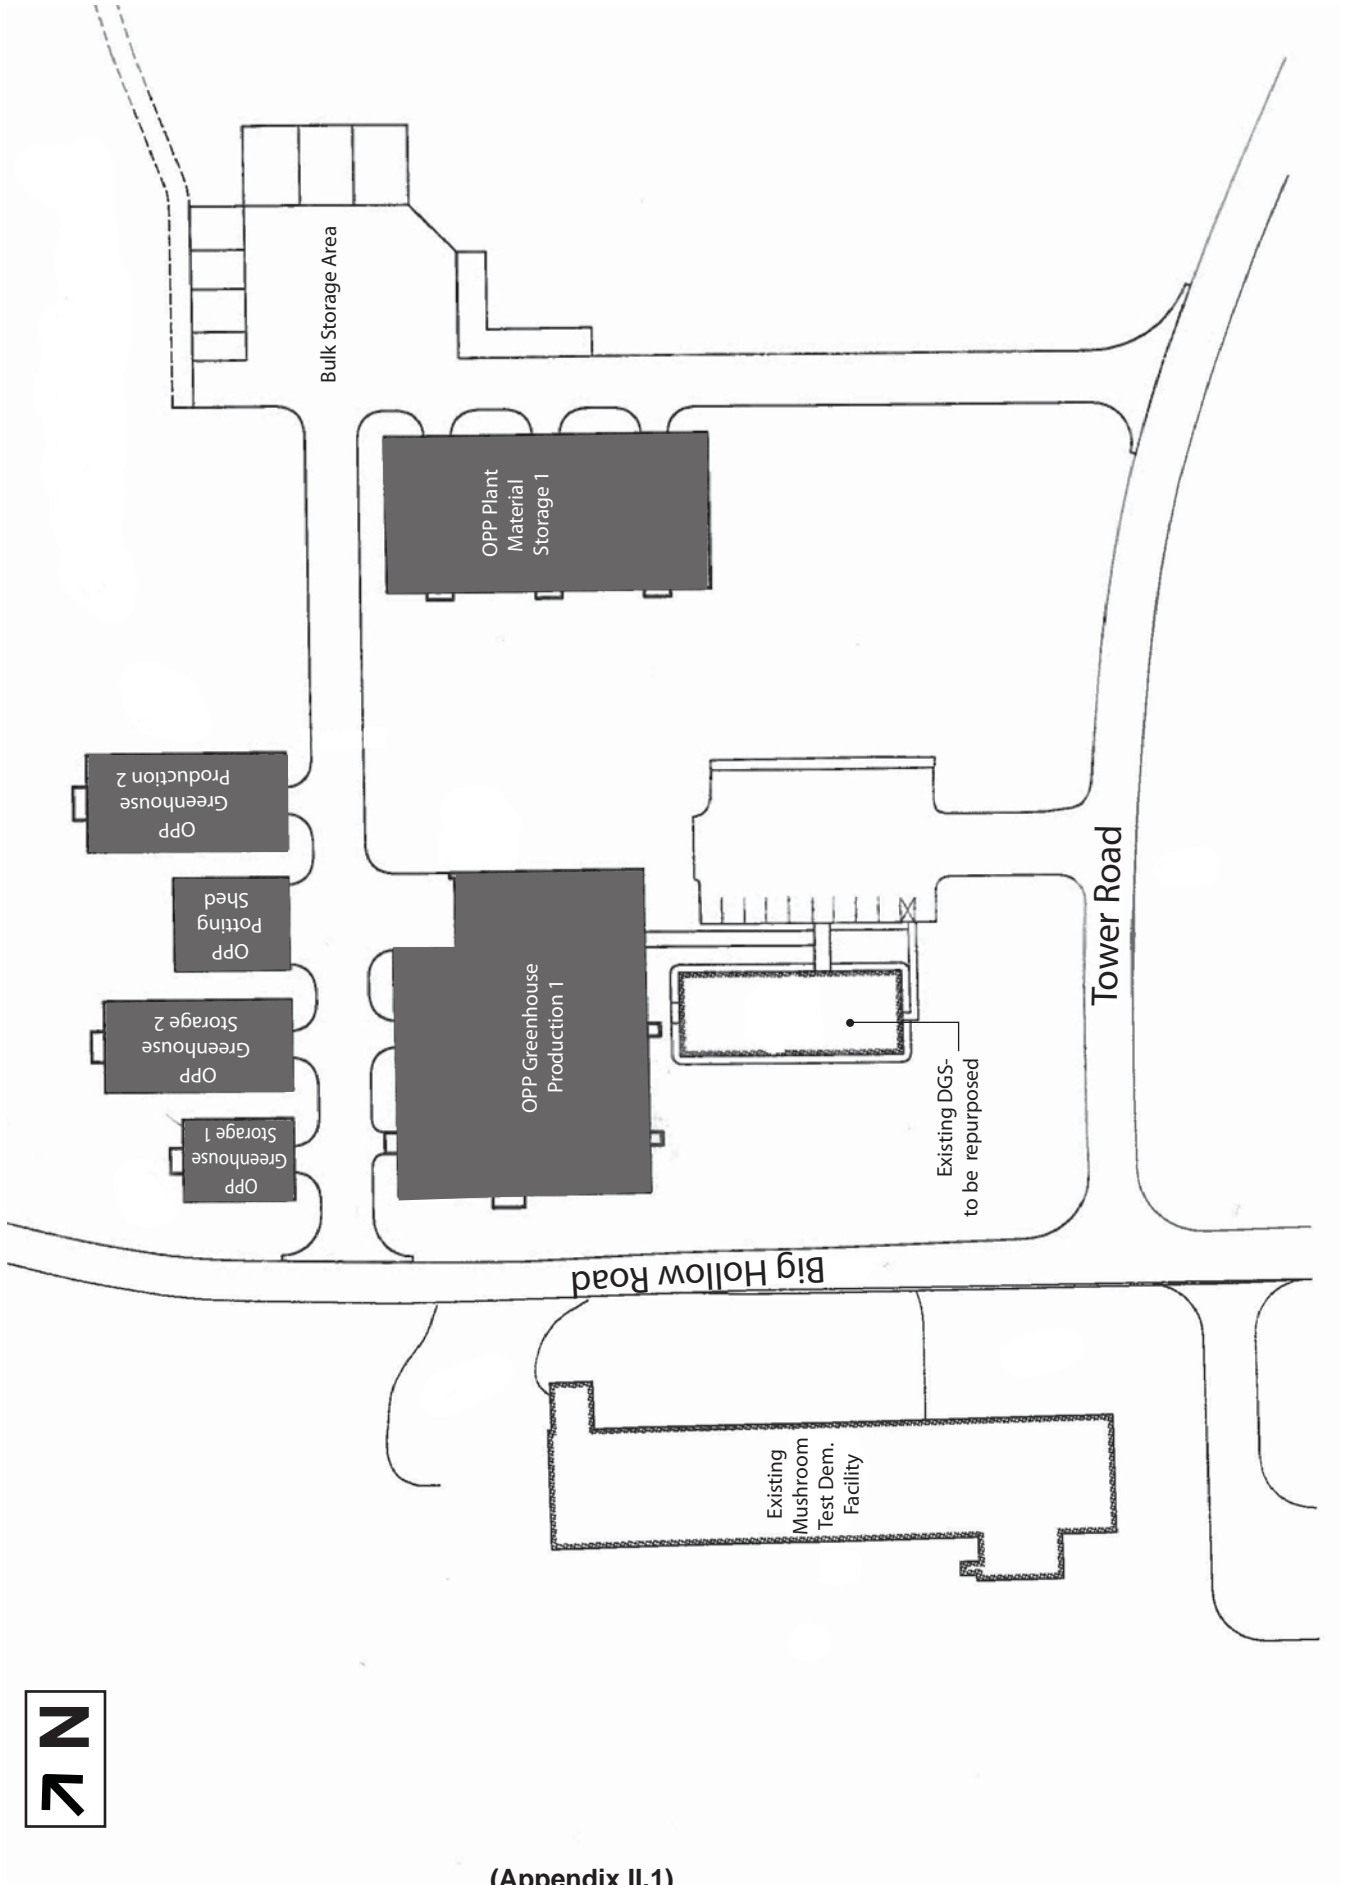 Bulk Storage Area
OPP Plant
Material
Storage 1
OPP
Greenhouse
Production 2
OPP
Potting
Shed
OPP
Greenhouse
Storage 2
OPP
Greenhouse
Storage 1
OPP Greenhouse
Production 1
Existing DGS-
to be repurposed
Tower Road
Big Hollow Road
Existing
Mushroom
Test Dem.
Facility
N
(Appendix II.1)